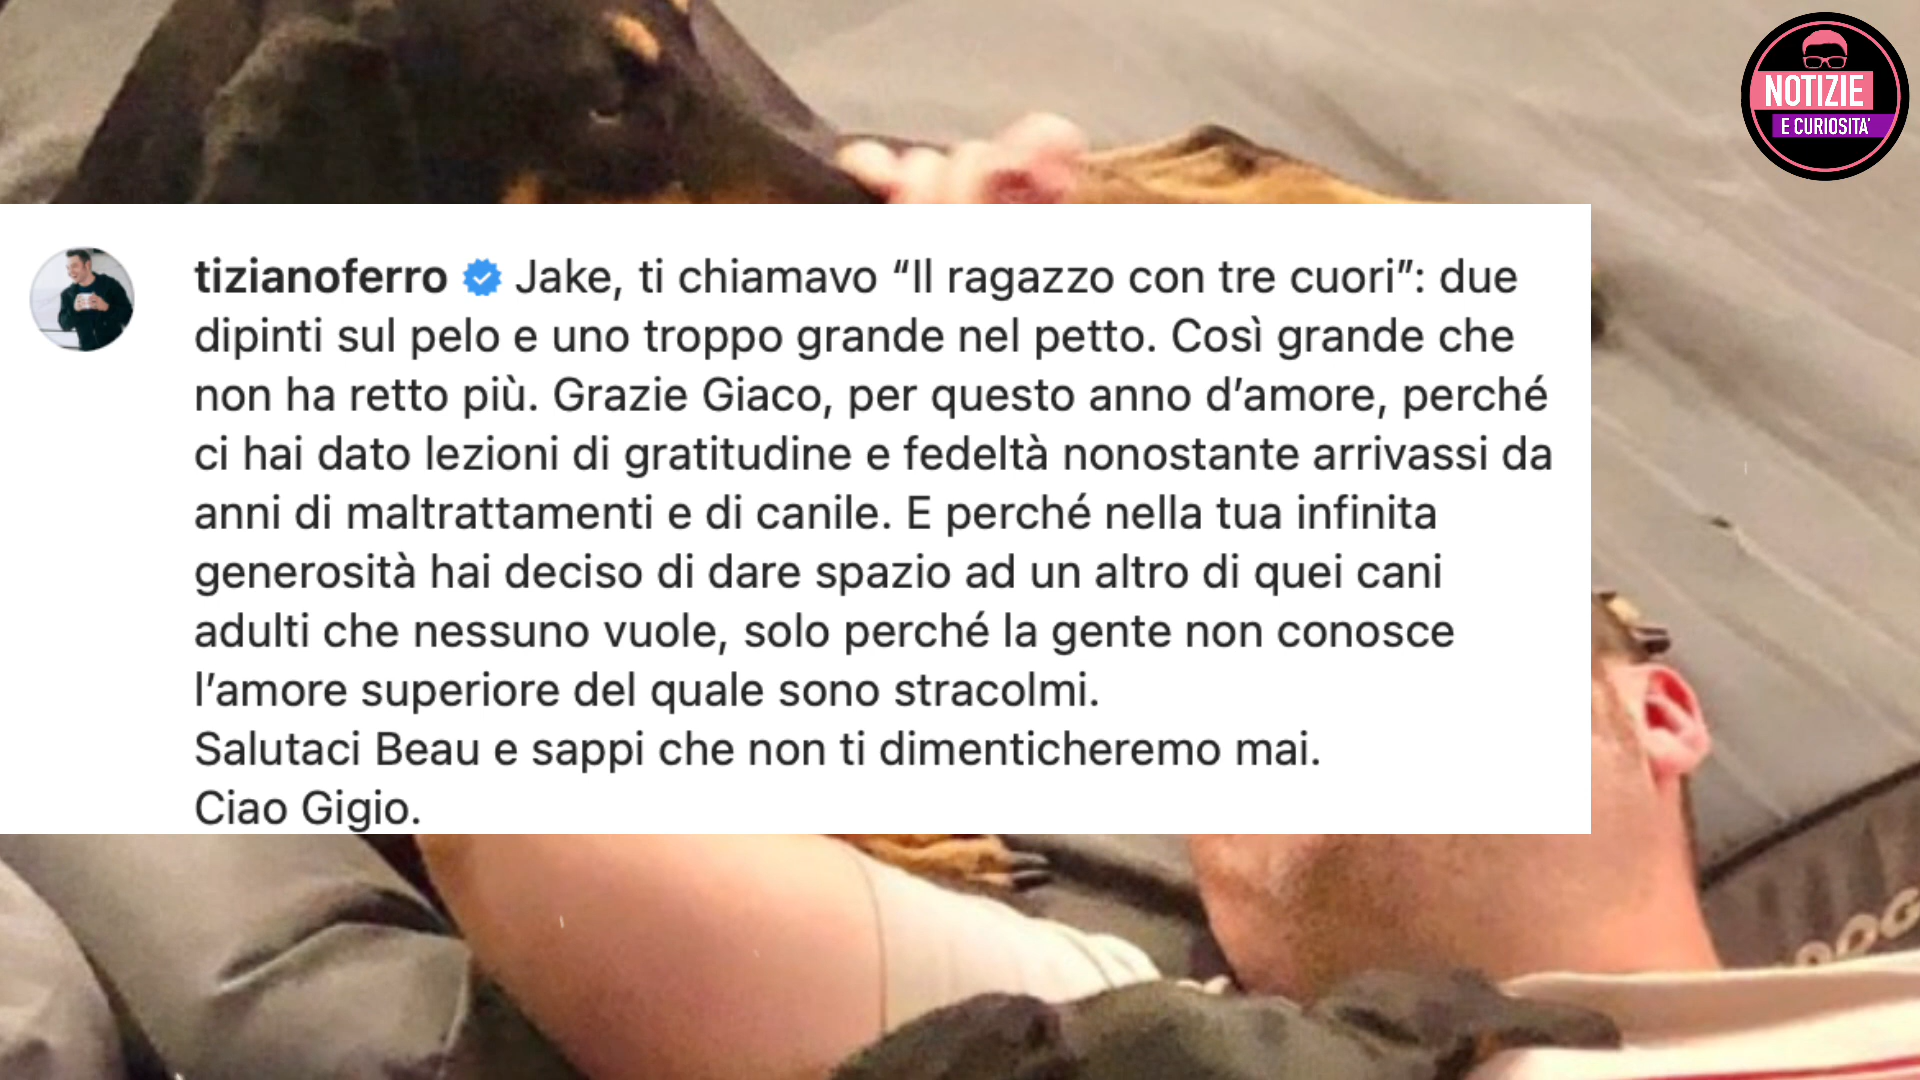 NOTIZIE
E CURIOSITA'
tizianoferro Jake, ti chiamavo “Il ragazzo con tre cuori”: due
dipinti sul pelo e uno troppo grande nel petto. Così grande che
non ha retto più. Grazie Giaco, per questo anno d’amore, perché
ci hai dato lezioni di gratitudine e fedeltà nonostante arrivassi da
anni di maltrattamenti e di canile. E perché nella tua infinita
generosità hai deciso di dare spazio ad un altro di quei cani
adulti che nessuno vuole, solo perché la gente non conosce
l’amore superiore del quale sono stracolmi.
Salutaci Beau e sappi che non ti dimenticheremo mai.
Ciao Gigio.
DOG